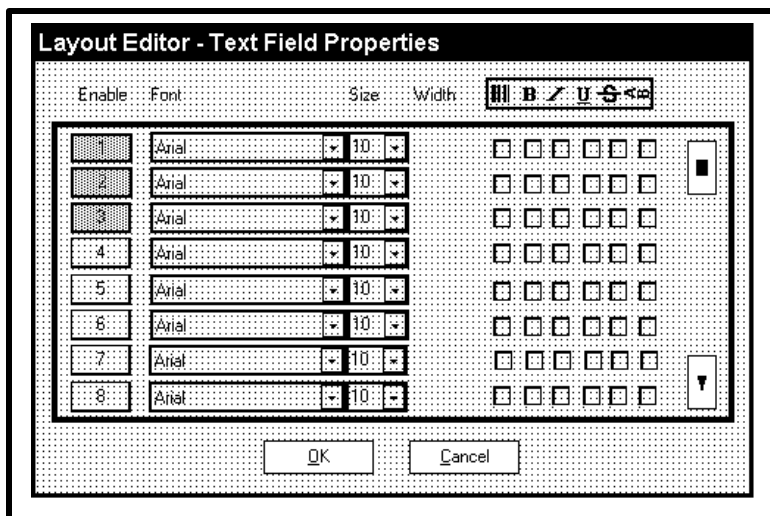 Layout Editor - Text Field Properties
Enable Font Size Width B I U S AB
1 Arial 10
2 Arial 10
3 Arial 10
4 Arial 10
5 Arial 10
6 Arial 10
7 Arial 10
8 Arial 10
OK Cancel